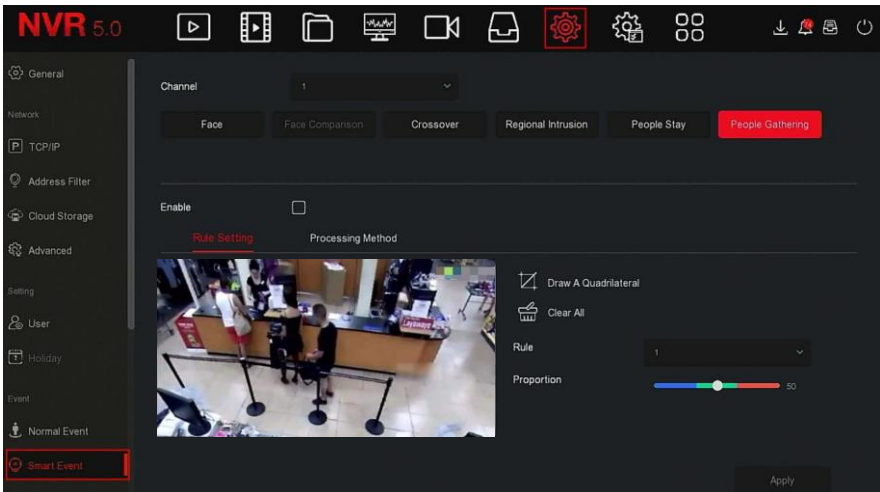 NVR 5.0
General
Network
P TCP/IP
Address Filter
Cloud Storage
Advanced
Setting
User
Holiday
Event
Normal Event
Smart Event
Channel
1
Face
Face Comparison
Crossover
Regional Intrusion
People Stay
People Gathering
Enable
Rule Setting
Processing Method
Layaways
Draw A Quadrilateral
Clear All
Rule
1
Proportion
50
Apply